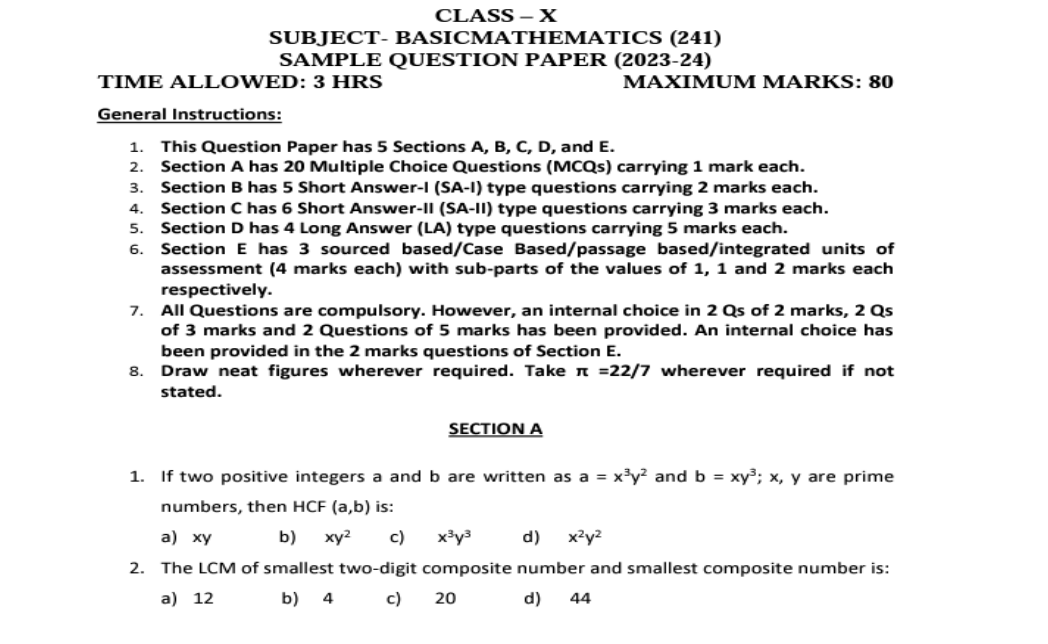 CLASS – X
SUBJECT- BASICMATHEMATICS (241)
SAMPLE QUESTION PAPER (2023-24)
TIME ALLOWED: 3 HRS MAXIMUM MARKS: 80
General Instructions:
1. This Question Paper has 5 Sections A, B, C, D, and E.
2. Section A has 20 Multiple Choice Questions (MCQs) carrying 1 mark each.
3. Section B has 5 Short Answer-I (SA-I) type questions carrying 2 marks each.
4. Section C has 6 Short Answer-II (SA-II) type questions carrying 3 marks each.
5. Section D has 4 Long Answer (LA) type questions carrying 5 marks each.
6. Section E has 3 sourced based/Case Based/passage based/integrated units of
assessment (4 marks each) with sub-parts of the values of 1, 1 and 2 marks each
respectively.
7. All Questions are compulsory. However, an internal choice in 2 Qs of 2 marks, 2 Qs
of 3 marks and 2 Questions of 5 marks has been provided. An internal choice has
been provided in the 2 marks questions of Section E.
8. Draw neat figures wherever required. Take π =22/7 wherever required if not
stated.
SECTION A
1. If two positive integers a and b are written as a = x³y² and b = xy³; x, y are prime
numbers, then HCF (a,b) is:
a) xy b) xy² c) x³y³ d) x²y²
2. The LCM of smallest two-digit composite number and smallest composite number is:
a) 12 b) 4 c) 20 d) 44